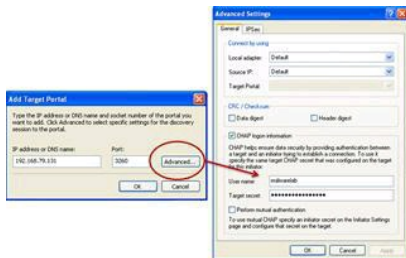 Add Target Portal
Type the IP address or DNS name and socket number of the portal you
want to add. Click Advanced to select specific settings for the discovery
session to the portal.
IP address or DNS name:
Port:
192.168.79.131
3260
Advanced...
OK
Cancel
Advanced Settings
General
IPSec
Connect by using
Local adapter:
Default
Source IP:
Default
Target Portal:
CRC / Checksum
Data digest
Header digest
CHAP logon information
CHAP helps ensure data security by providing authentication between
a target and an initiator trying to establish a connection. To use it
specify the same target CHAP secret that was configured on the target
for this initiator.
User name:
Target secret:
Perform mutual authentication
To use mutual CHAP specify an initiator secret on the Initiator Settings
page and configure that secret on the target.
OK
Cancel
Apply